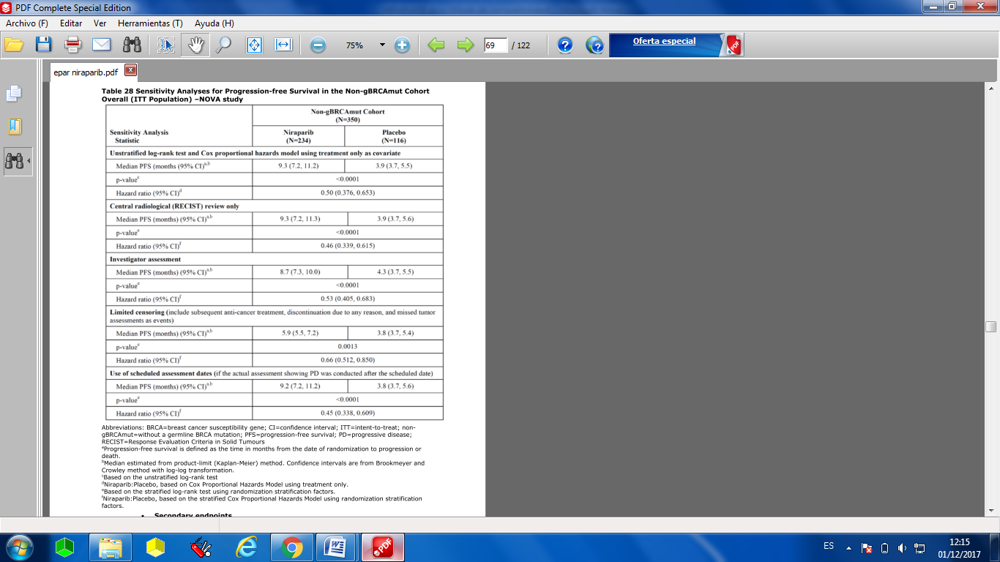 PDF Complete Special Edition
Archivo (F) Editar Ver Herramientas (T) Ayuda (H)
75% 69 / 122 Oferta especial PDF
epar niraparib.pdf
Table 28 Sensitivity Analyses for Progression-free Survival in the Non-gBRCAmut Cohort
Overall (ITT Population) –NOVA study
Non-gBRCAmut Cohort
(N=350)
Sensitivity Analysis Niraparib Placebo
Statistic (N=234) (N=116)
Unstratified log-rank test and Cox proportional hazards model using treatment only as covariate
Median PFS (months (95% CI)a,b 9.3 (7.2, 11.2) 3.9 (3.7, 5.5)
p-valuec <0.0001
Hazard ratio (95% CI)d 0.50 (0.376, 0.653)
Central radiological (RECIST) review only
Median PFS (months) (95% CI)a,b 9.3 (7.2, 11.3) 3.9 (3.7, 5.6)
p-valuee <0.0001
Hazard ratio (95% CI)f 0.46 (0.339, 0.615)
Investigator assessment
Median PFS (months) (95% CI)a,b 8.7 (7.3, 10.0) 4.3 (3.7, 5.5)
p-valuee <0.0001
Hazard ratio (95% CI)f 0.53 (0.405, 0.683)
Limited censoring (include subsequent anti-cancer treatment, discontinuation due to any reason, and missed tumor
assessments as events)
Median PFS (months) (95% CI)a,b 5.9 (5.5, 7.2) 3.8 (3.7, 5.4)
p-valuee 0.0013
Hazard ratio (95% CI)f 0.66 (0.512, 0.850)
Use of scheduled assessment dates (if the actual assessment showing PD was conducted after the scheduled date)
Median PFS (months) (95% CI)a,b 9.2 (7.2, 11.2) 3.8 (3.7, 5.6)
p-valuee <0.0001
Hazard ratio (95% CI)f 0.45 (0.338, 0.609)
Abbreviations: BRCA=breast cancer susceptibility gene; CI=confidence interval; ITT=intent-to-treat; non-
gBRCAmut=without a germline BRCA mutation; PFS=progression-free survival; PD=progressive disease;
RECIST=Response Evaluation Criteria in Solid Tumours
aProgression-free survival is defined as the time in months from the date of randomization to progression or
death.
bMedian estimated from product-limit (Kaplan-Meier) method. Confidence intervals are from Brookmeyer and
Crowley method with log-log transformation.
cBased on the unstratified log-rank test
dNiraparib:Placebo, based on Cox Proportional Hazards Model using treatment only.
eBased on the stratified log-rank test using randomization stratification factors.
fNiraparib:Placebo, based on the stratified Cox Proportional Hazards Model using randomization stratification
factors.
• Secondary endpoints
PDF ES 12:15
01/12/2017